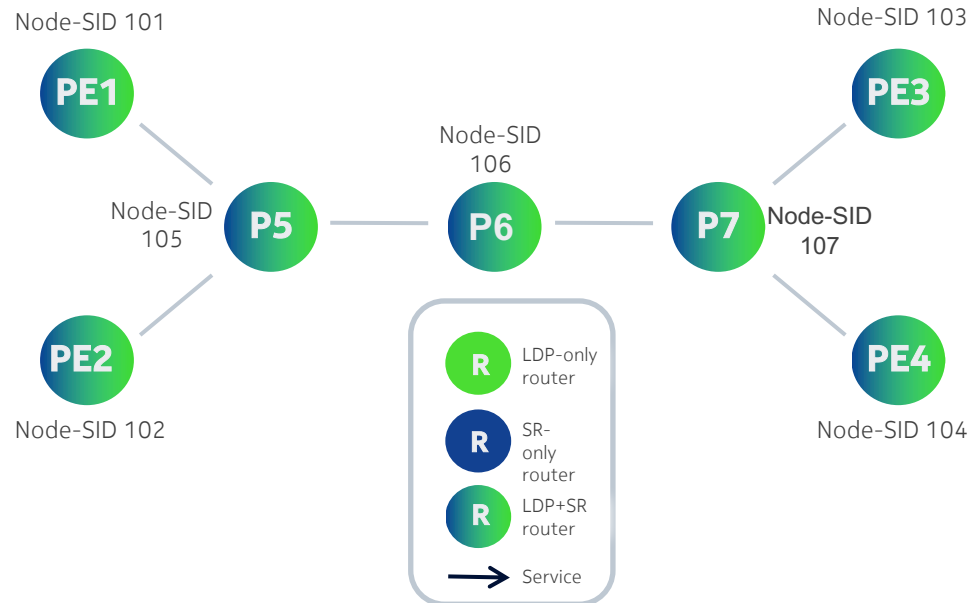 Node-SID 101
Node-SID 103
PE1
PE3
Node-SID
106
Node-SID
105
P5
P6
P7
Node-SID
107
PE2
PE4
Node-SID 102
Node-SID 104
R
LDP-only
router
R
SR-
only
router
R
LDP+SR
router
Service